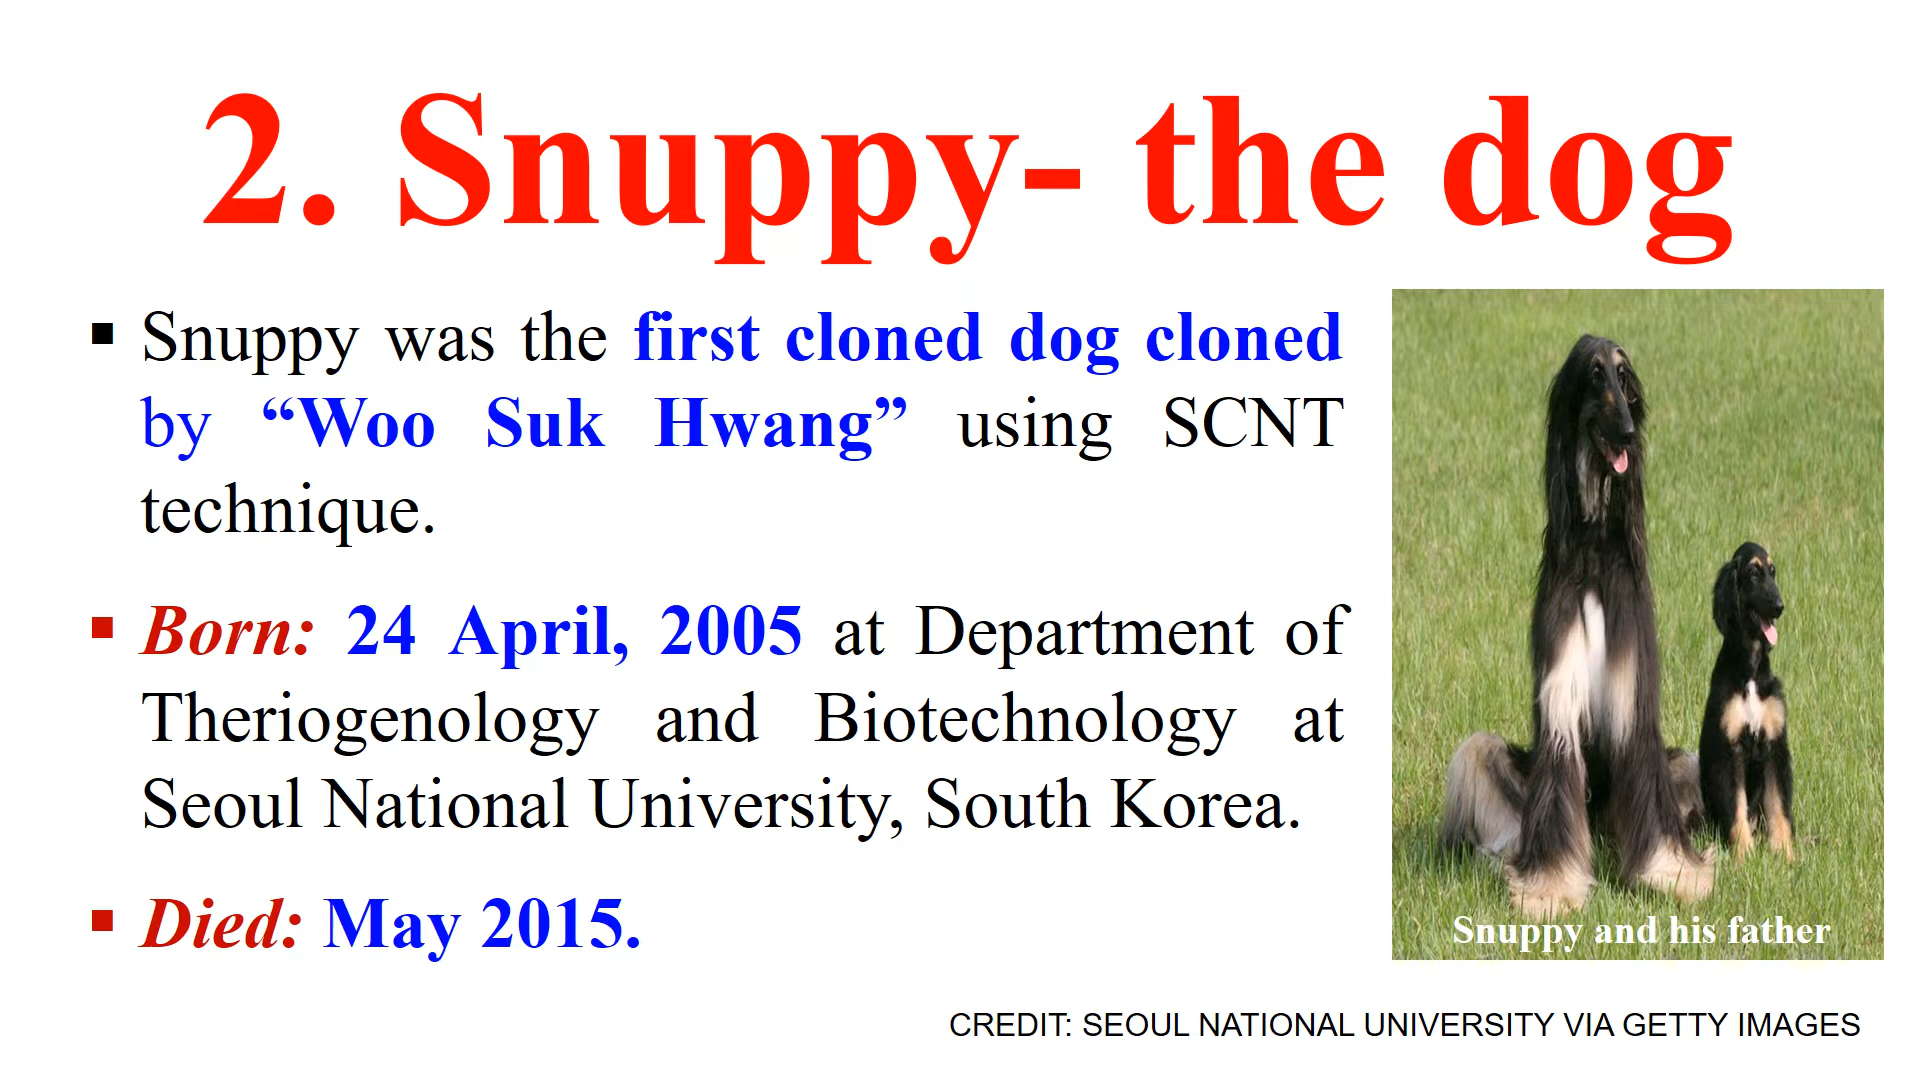 2. Snuppy- the dog
▪ Snuppy was the first cloned dog cloned
by “Woo Suk Hwang” using SCNT
technique.
▪ Born: 24 April, 2005 at Department of
Theriogenology and Biotechnology at
Seoul National University, South Korea.
▪ Died: May 2015.
Snuppy and his father
CREDIT: SEOUL NATIONAL UNIVERSITY VIA GETTY IMAGES